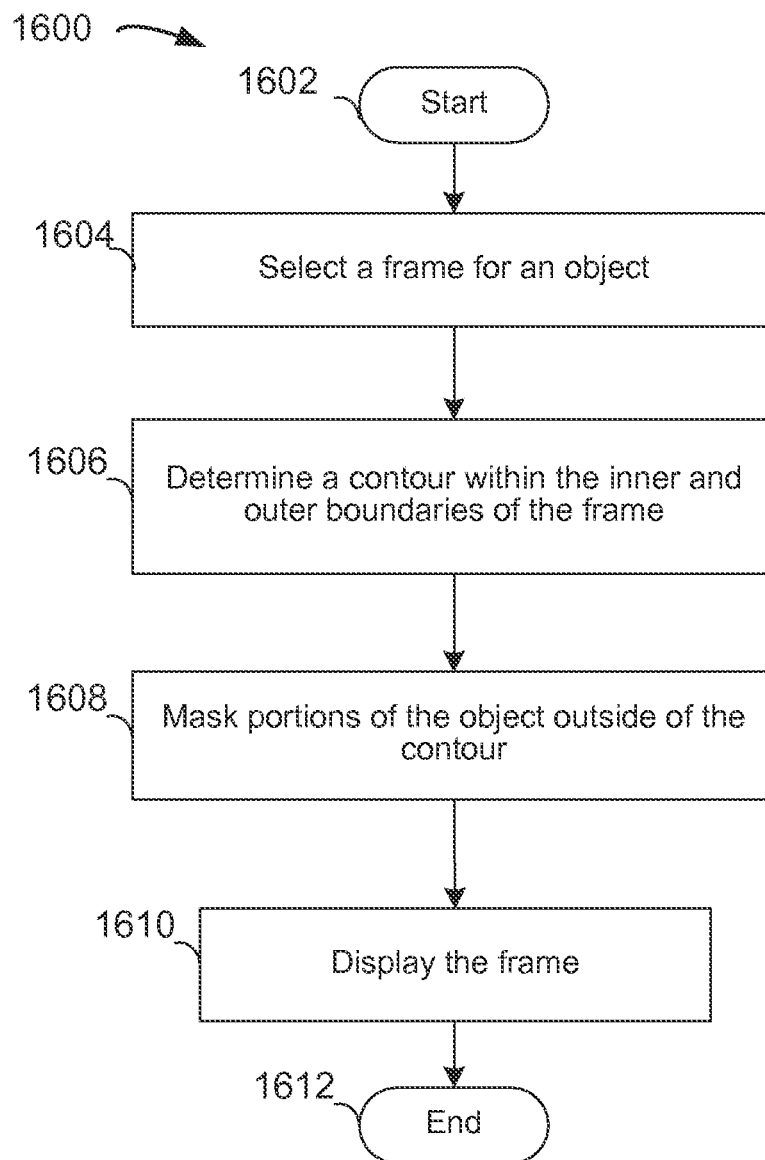 1600
1602
Start
1604
Select a frame for an object
1606
Determine a contour within the inner and
outer boundaries of the frame
1608
Mask portions of the object outside of the
contour
1610
Display the frame
1612
End